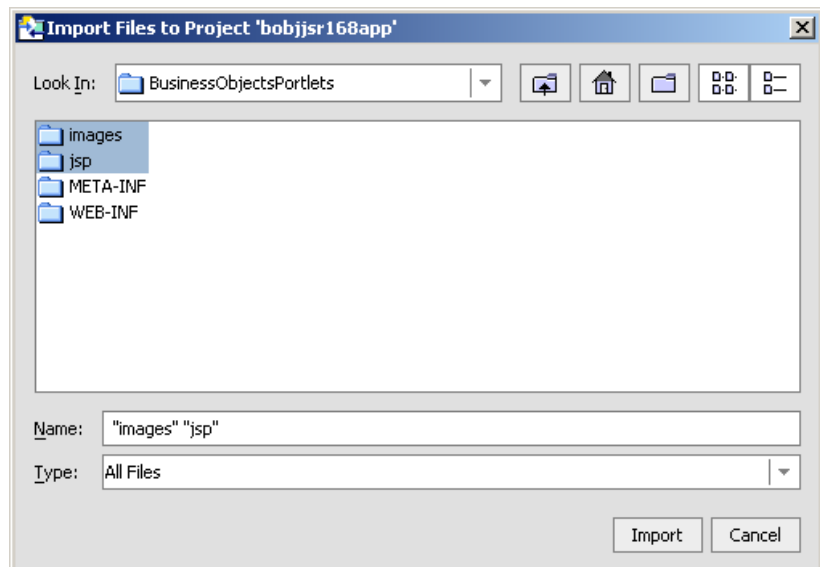 Import Files to Project 'bobjjsr168app'
Look In: BusinessObjectsPortlets
images
jsp
META-INF
WEB-INF
Name: "images" "jsp"
Type: All Files
Import Cancel